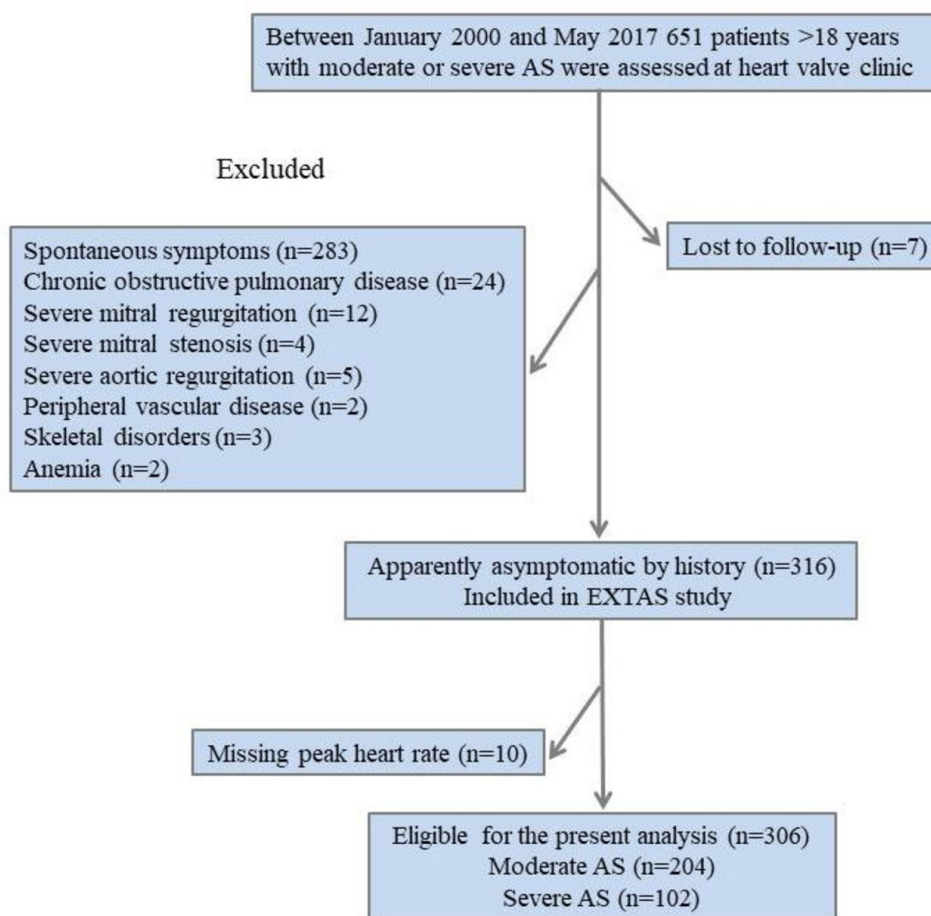 Between January 2000 and May 2017 651 patients >18 years
with moderate or severe AS were assessed at heart valve clinic
Excluded
Lost to follow-up (n=7)
Spontaneous symptoms (n=283)
Chronic obstructive pulmonary disease (n=24)
Severe mitral regurgitation (n=12)
Severe mitral stenosis (n=4)
Severe aortic regurgitation (n=5)
Peripheral vascular disease (n=2)
Skeletal disorders (n=3)
Anemia (n=2)
Apparently asymptomatic by history (n=316)
Included in EXTAS study
Missing peak heart rate (n=10)
Eligible for the present analysis (n=306)
Moderate AS (n=204)
Severe AS (n=102)